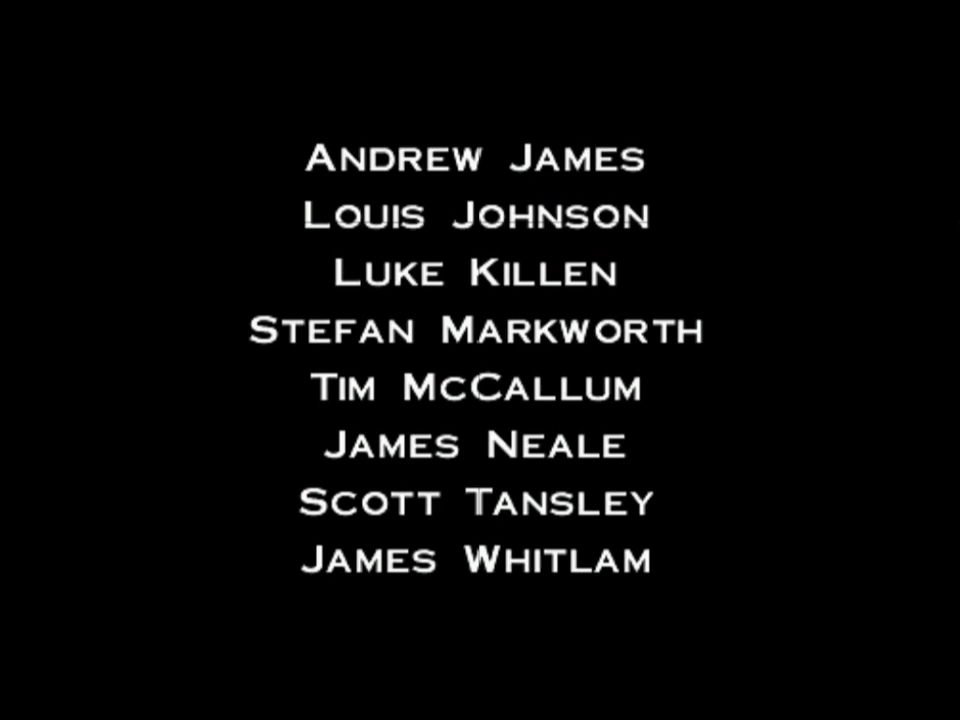 Andrew James
Louis Johnson
Luke Killen
Stefan Markworth
Tim McCallum
James Neale
Scott Tansley
James Whitlam